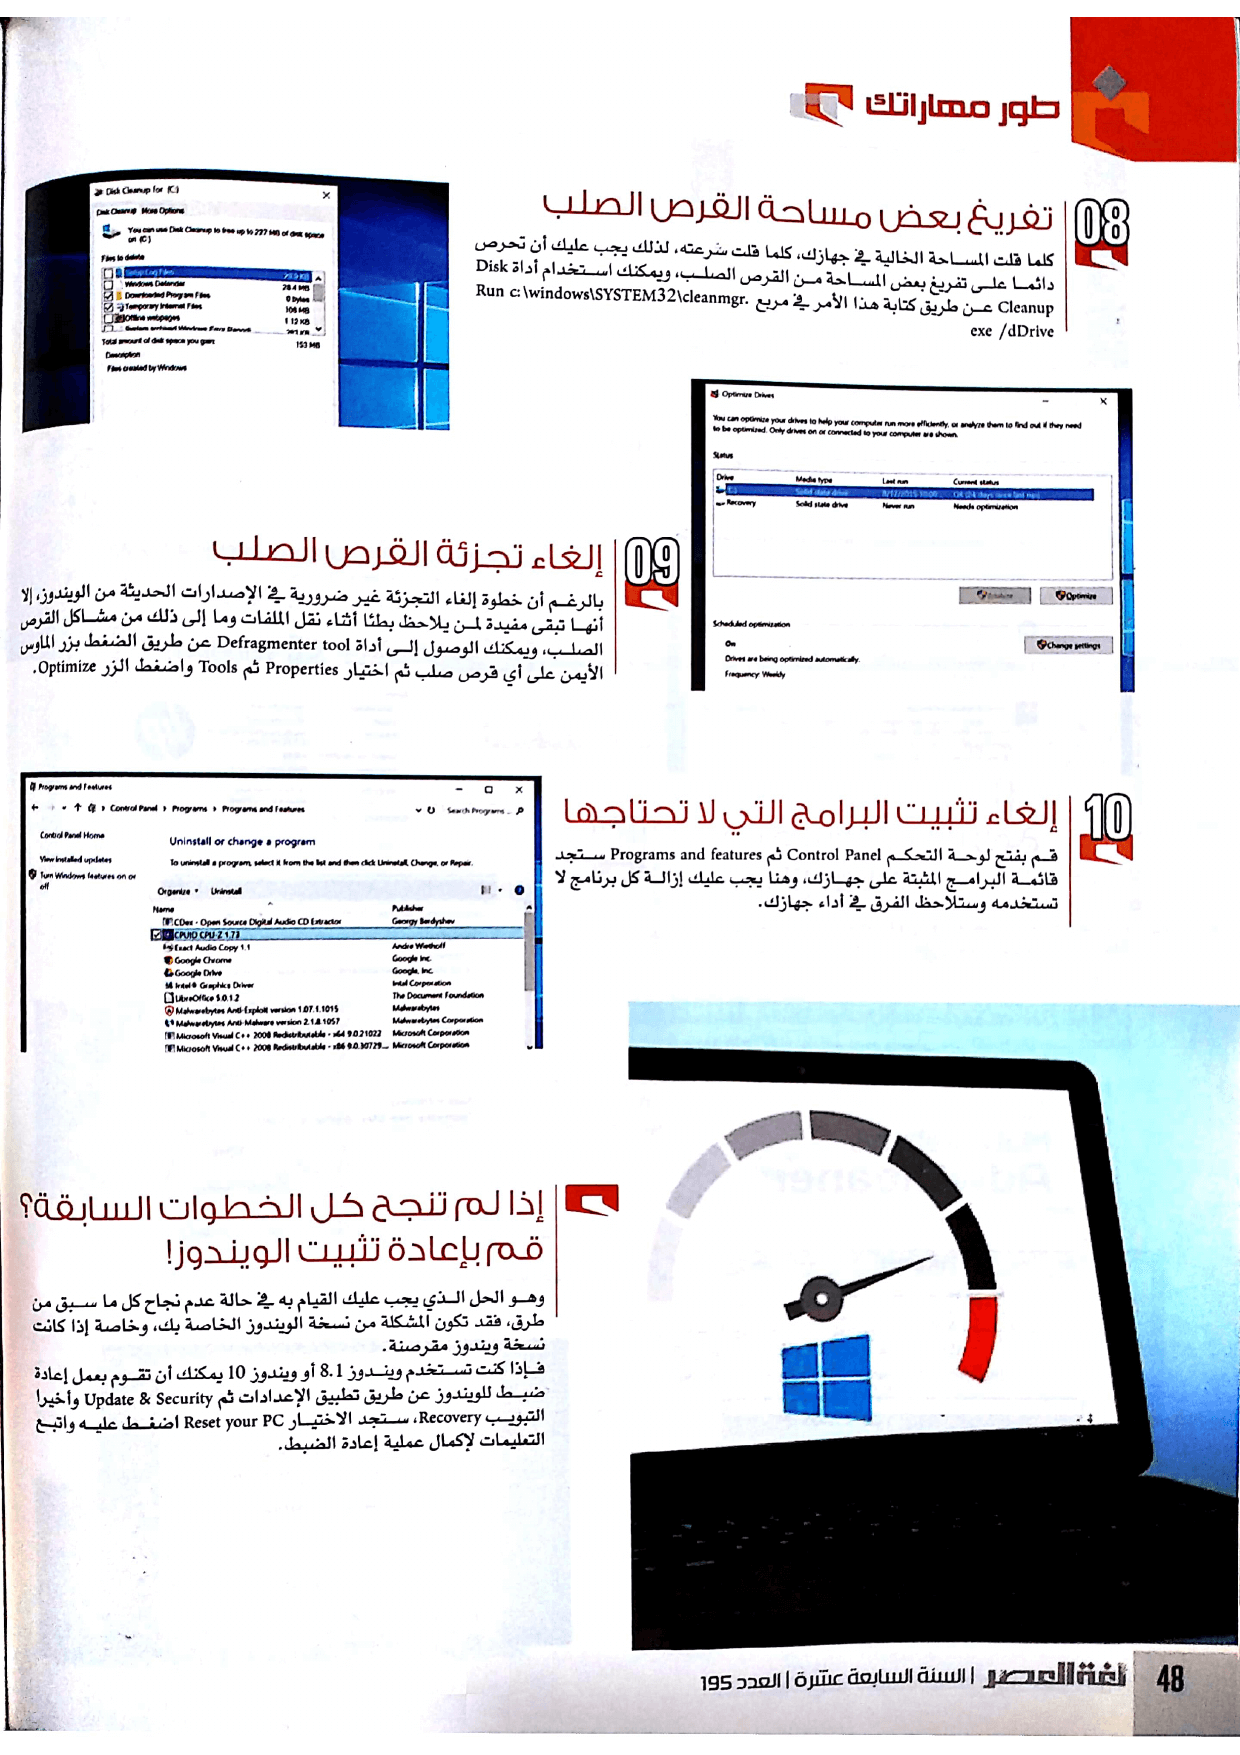 طور مهاراتك
08
تفريغ بعض مساحة القرص الصلب
كلما قلت المساحة الخالية في جهازك، كلما قلت سرعته، لذلك يجب عليك أن تحرص
دائما على تفريغ بعض المساحة من القرص الصلب، ويمكنك استخدام أداة Disk
Cleanup عن طريق كتابة هذا الأمر في مربع Run c:\windows\SYSTEM32\cleanmgr.
exe /dDrive
Disk Cleanup for (C:)
Disk Cleanup More Options
You can use Disk Cleanup to free up to 227 MB of disk space
on (C:)
Files to delete
Setup Log Files
Windows Defender 28.4 MB
Downloaded Program Files 0 bytes
Temporary Internet Files 106 MB
Offline webpages 1 12 KB
Total amount of disk space you gain: 153 MB
Description
Files created by Windows
Optimize Drives
You can optimize your drives to help your computer run more efficiently, or analyze them to find out if they need
to be optimized. Only drives on or connected to your computer are shown.
Status
Drive Media type Last run Current status
(C:) Solid state drive OK (24 days since last run)
Recovery Solid state drive Never run Needs optimization
Analyze Optimize
Scheduled optimization
On Change settings
Drives are being optimized automatically.
Frequency: Weekly
09
إلغاء تجزئة القرص الصلب
بالرغم أن خطوة إلغاء التجزئة غير ضرورية في الإصدارات الحديثة من الويندوز، إلا
أنها تبقى مفيدة لمن يلاحظ بطئا أثناء نقل الملفات وما إلى ذلك من مشاكل القرص
الصلب، ويمكنك الوصول إلى أداة Defragmenter tool عن طريق الضغط بزر الماوس
الأيمن على أي قرص صلب ثم اختيار Properties ثم Tools واضغط الزر Optimize.
10
إلغاء تثبيت البرامج التي لا تحتاجها
قم بفتح لوحة التحكم Control Panel ثم Programs and features ستجد
قائمة البرامج المثبتة على جهازك، وهنا يجب عليك إزالة كل برنامج لا
تستخدمه وستلاحظ الفرق في أداء جهازك.
Programs and Features
Control Panel › Programs › Programs and Features Search Programs...
Control Panel Home
View installed updates
Turn Windows features on or
off
Uninstall or change a program
To uninstall a program, select it from the list and then click Uninstall, Change, or Repair.
Organize Uninstall
Name Publisher
CDex - Open Source Digital Audio CD Extractor Georgy Berdyshev
CPUID CPU-Z 1.73
Exact Audio Copy 1.1 Andre Wiethoff
Google Chrome Google Inc.
Google Drive Google, Inc.
Intel® Graphics Driver Intel Corporation
LibreOffice 5.0.1.2 The Document Foundation
Malwarebytes Anti-Exploit version 1.07.1.1015 Malwarebytes
Malwarebytes Anti-Malware version 2.1.8.1057 Malwarebytes Corporation
Microsoft Visual C++ 2008 Redistributable - x64 9.0.21022 Microsoft Corporation
Microsoft Visual C++ 2008 Redistributable - x86 9.0.30729... Microsoft Corporation
إذا لم تنجح كل الخطوات السابقة؟
قم بإعادة تثبيت الويندوز!
وهو الحل الذي يجب عليك القيام به في حالة عدم نجاح كل ما سبق من
طرق، فقد تكون المشكلة من نسخة الويندوز الخاصة بك، وخاصة إذا كانت
نسخة ويندوز مقرصنة.
فإذا كنت تستخدم ويندوز 8.1 أو ويندوز 10 يمكنك أن تقوم بعمل إعادة
ضبط للويندوز عن طريق تطبيق الإعدادات ثم Update & Security وأخيرا
التبويب Recovery، ستجد الاختيار Reset your PC اضغط عليه واتبع
التعليمات لإكمال عملية إعادة الضبط.
48 لغة العصر | السنة السابعة عشرة | العدد 195